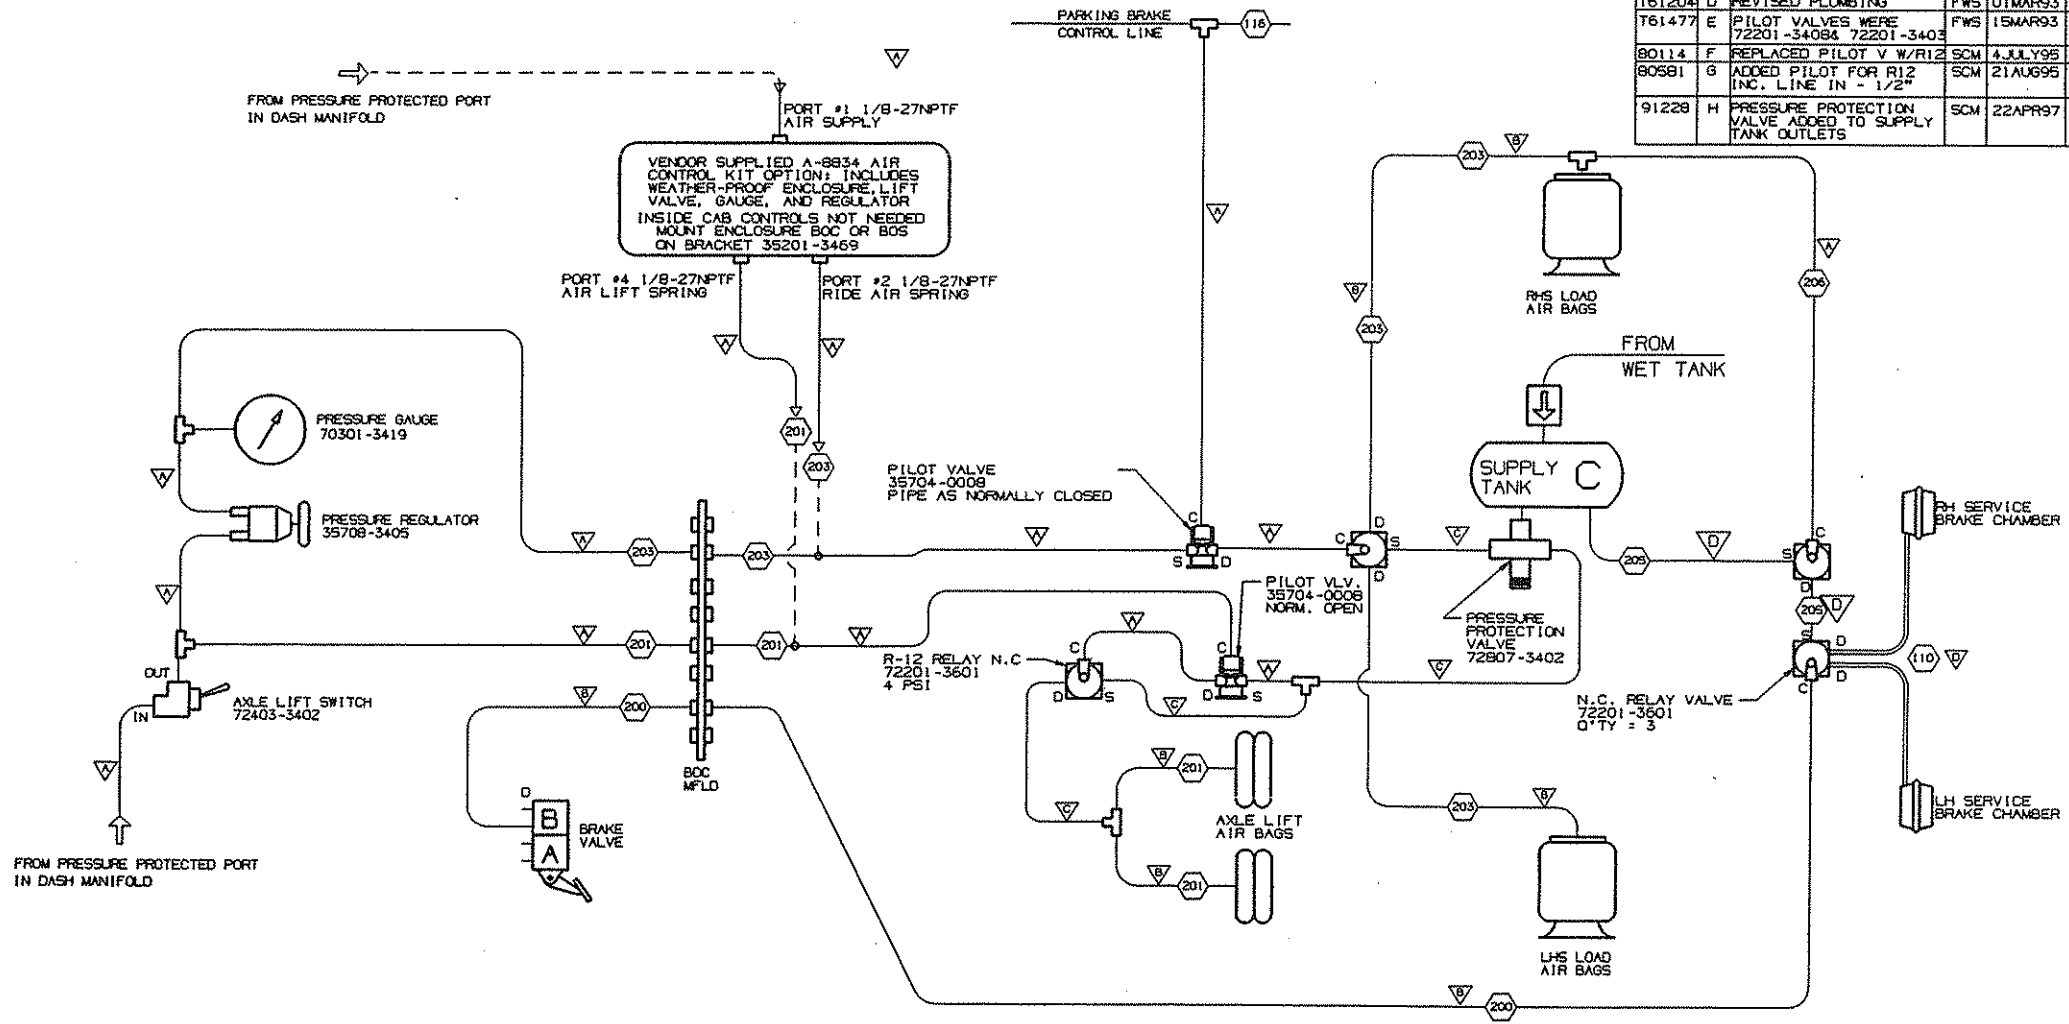 PARKING BRAKE
CONTROL LINE
116
T61204 D REVISED PLUMBING FWS 01MAR93
T61477 E PILOT VALVES WERE FWS 15MAR93
72201-3408& 72201-3403
80114 F REPLACED PILOT V W/R12 SCM 4JULY95
80581 G ADDED PILOT FOR R12 SCM 21AUG95
INC. LINE IN - 1/2"
91228 H PRESSURE PROTECTION SCM 22APR97
VALVE ADDED TO SUPPLY
TANK OUTLETS
A
FROM PRESSURE PROTECTED PORT
IN DASH MANIFOLD
PORT #1 1/8-27NPTF
AIR SUPPLY
VENDOR SUPPLIED A-8834 AIR
CONTROL KIT OPTION: INCLUDES
WEATHER-PROOF ENCLOSURE, LIFT
VALVE, GAUGE, AND REGULATOR
INSIDE CAB CONTROLS NOT NEEDED
MOUNT ENCLOSURE BOC OR BOS
ON BRACKET 35201-3469
PORT #4 1/8-27NPTF
AIR LIFT SPRING
PORT #2 1/8-27NPTF
RIDE AIR SPRING
A
A
A
203
B
B
203
RHS LOAD
AIR BAGS
A
206
FROM
WET TANK
SUPPLY
TANK
C
PRESSURE GAUGE
70301-3419
A
PRESSURE REGULATOR
35708-3405
A
201
203
PILOT VALVE
35704-0008
PIPE AS NORMALLY CLOSED
A
203
203
A
C
S
D
A
C
D
S
D
C
205
D
C
S
D
205
D
RH SERVICE
BRAKE CHAMBER
PILOT VLV.
35704-0008
NORM. OPEN
PRESSURE
PROTECTION
VALVE
72807-3402
A
201
201
A
R-12 RELAY N.C
72201-3601
4 PSI
C
D
S
A
C
D
S
A
C
C
S
D
D
C
110
D
N.C. RELAY VALVE
72201-3601
Q'TY = 3
OUT
IN
AXLE LIFT SWITCH
72403-3402
A
B
200
BOC
MFLD
D
B
A
BRAKE
VALVE
FROM PRESSURE PROTECTED PORT
IN DASH MANIFOLD
C
B
201
AXLE LIFT
AIR BAGS
B
201
203
B
LHS LOAD
AIR BAGS
LH SERVICE
BRAKE CHAMBER
B
200